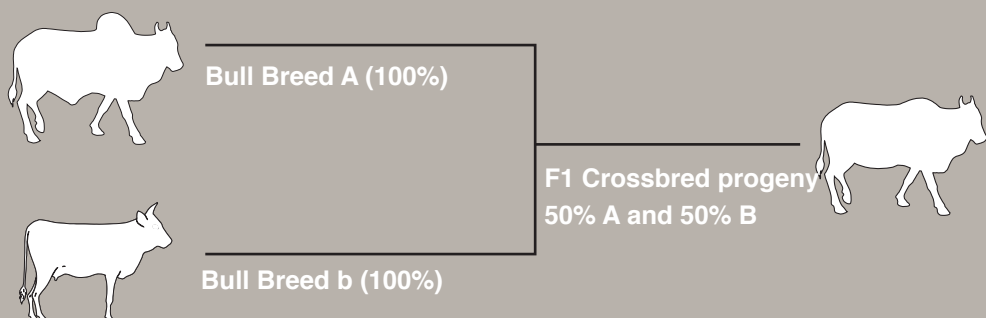 Bull Breed A (100%)
F1 Crossbred progeny
50% A and 50% B
Bull Breed b (100%)